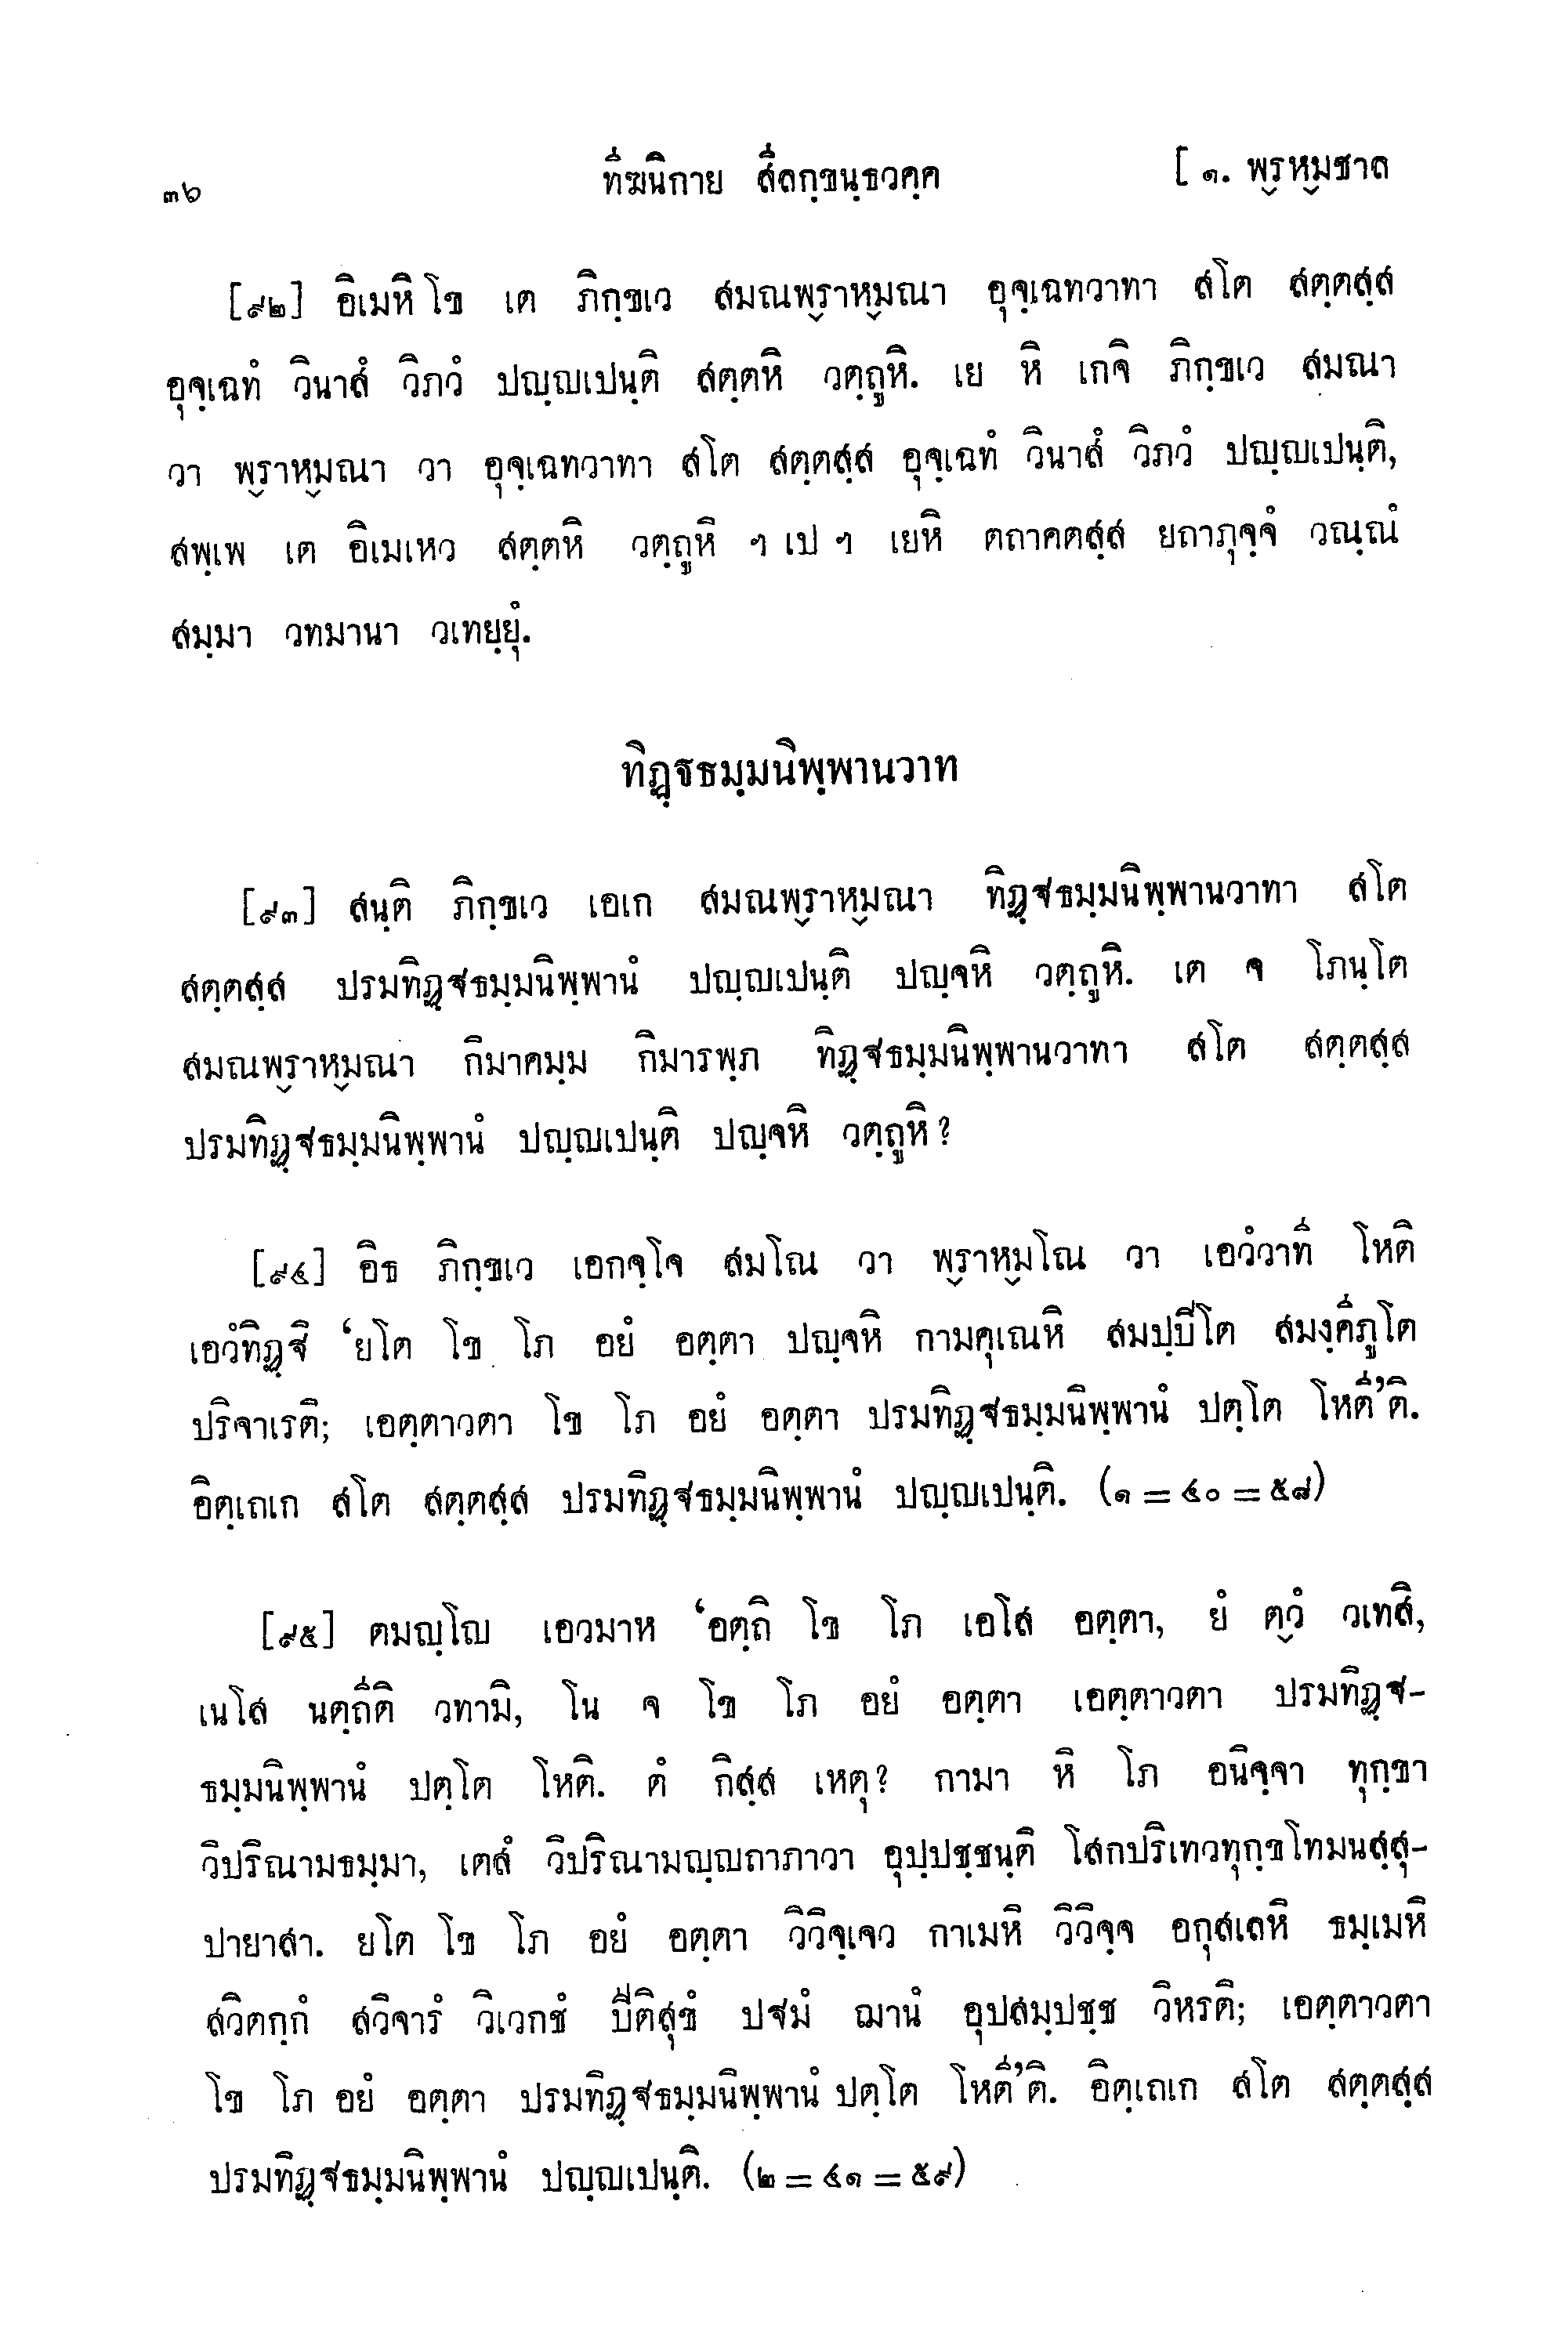 ๓๖ ทีฆนิกาย สีลกฺขนฺธวคฺค [ ๑. พฺรหฺมชาล
[๙๒] อิเมหิ โข เต ภิกฺขเว สมณพฺราหฺมณา อุจฺเฉทวาทา สโต สตฺตสฺส
อุจฺเฉทํ วินาสํ วิภวํ ปญฺญเปนฺติ สตฺตหิ วตฺถูหิ. เย หิ เกจิ ภิกฺขเว สมณา
วา พฺราหฺมณา วา อุจฺเฉทวาทา สโต สตฺตสฺส อุจฺเฉทํ วินาสํ วิภวํ ปญฺญเปนฺติ,
สพฺเพ เต อิเมเหว สตฺตหิ วตฺถูหิ ฯ เป ฯ เยหิ ตถาคตสฺส ยถาภุจฺจํ วณฺณํ
สมฺมา วทมานา วเทยฺยุํ.
ทิฏฺฐธมฺมนิพฺพานวาท
[๙๓] สนฺติ ภิกฺขเว เอเก สมณพฺราหฺมณา ทิฏฺฐธมฺมนิพฺพานวาทา สโต
สตฺตสฺส ปรมทิฏฺฐธมฺมนิพฺพานํ ปญฺญเปนฺติ ปญฺจหิ วตฺถูหิ. เต จ โภนฺโต
สมณพฺราหฺมณา กิมาคมฺม กิมารพฺภ ทิฏฺฐธมฺมนิพฺพานวาทา สโต สตฺตสฺส
ปรมทิฏฺฐธมฺมนิพฺพานํ ปญฺญเปนฺติ ปญฺจหิ วตฺถูหิ?
[๙๔] อิธ ภิกฺขเว เอกจฺโจ สมโณ วา พฺราหฺมโณ วา เอวํวาที โหติ
เอวํทิฏฺฐิ ‘ยโต โข โภ อยํ อตฺตา ปญฺจหิ กามคุเณหิ สมปฺปิโต สมงฺคีภูโต
ปริจาเรติ; เอตฺตาวตา โข โภ อยํ อตฺตา ปรมทิฏฺฐธมฺมนิพฺพานํ ปตฺโต โหตี’ติ.
อิตฺเถเก สโต สตฺตสฺส ปรมทิฏฺฐธมฺมนิพฺพานํ ปญฺญเปนฺติ. (๑ = ๔๐ = ๕๘)
[๙๕] ตมญฺโญ เอวมาห ‘อตฺถิ โข โภ เอโส อตฺตา, ยํ ตฺวํ วเทสิ,
เนโส นตฺถีติ วทามิ, โน จ โข โภ อยํ อตฺตา เอตฺตาวตา ปรมทิฏฺฐ-
ธมฺมนิพฺพานํ ปตฺโต โหติ. ตํ กิสฺส เหตุ? กามา หิ โภ อนิจฺจา ทุกฺขา
วิปริณามธมฺมา, เตสํ วิปริณามญฺญถาภาวา อุปฺปชฺชนฺติ โสกปริเทวทุกฺขโทมนสฺสุ-
ปายาสา. ยโต โข โภ อยํ อตฺตา วิวิจฺเจว กาเมหิ วิวิจฺจ อกุสเลหิ ธมฺเมหิ
สวิตกฺกํ สวิจารํ วิเวกชํ ปีติสุขํ ปฐมํ ฌานํ อุปสมฺปชฺช วิหรติ; เอตฺตาวตา
โข โภ อยํ อตฺตา ปรมทิฏฺฐธมฺมนิพฺพานํ ปตฺโต โหตี’ติ. อิตฺเถเก สโต สตฺตสฺส
ปรมทิฏฺฐธมฺมนิพฺพานํ ปญฺญเปนฺติ. (๒ = ๔๑ = ๕๙)